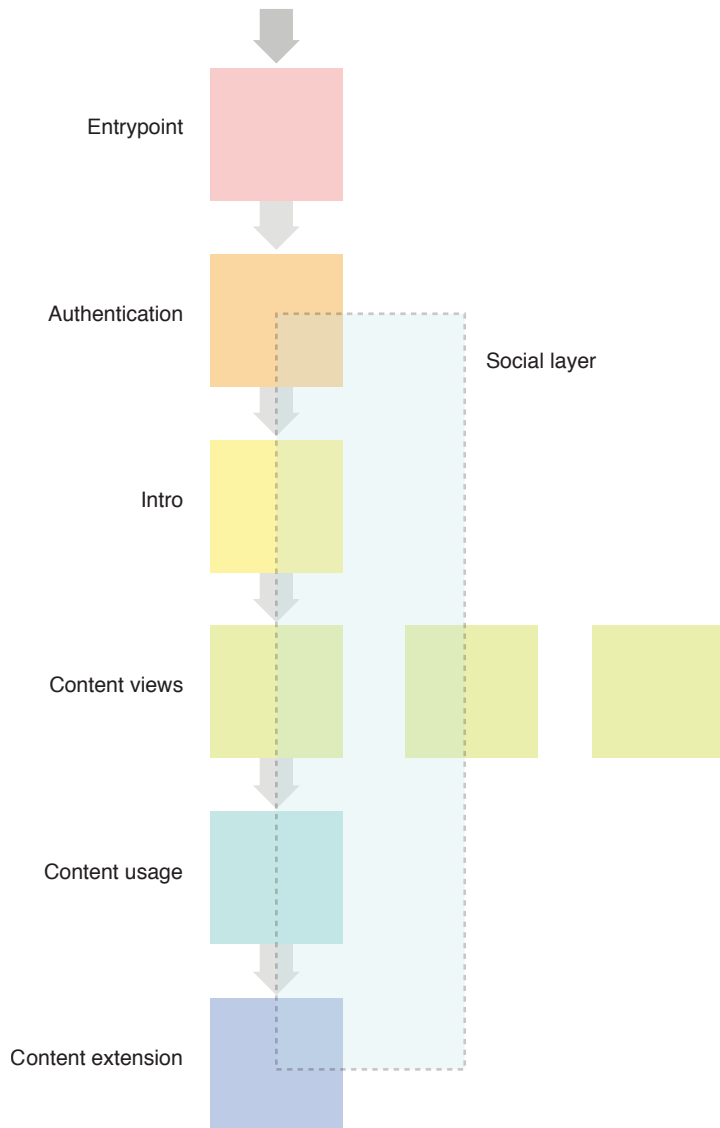 Entrypoint
Authentication
Social layer
Intro
Content views
Content usage
Content extension